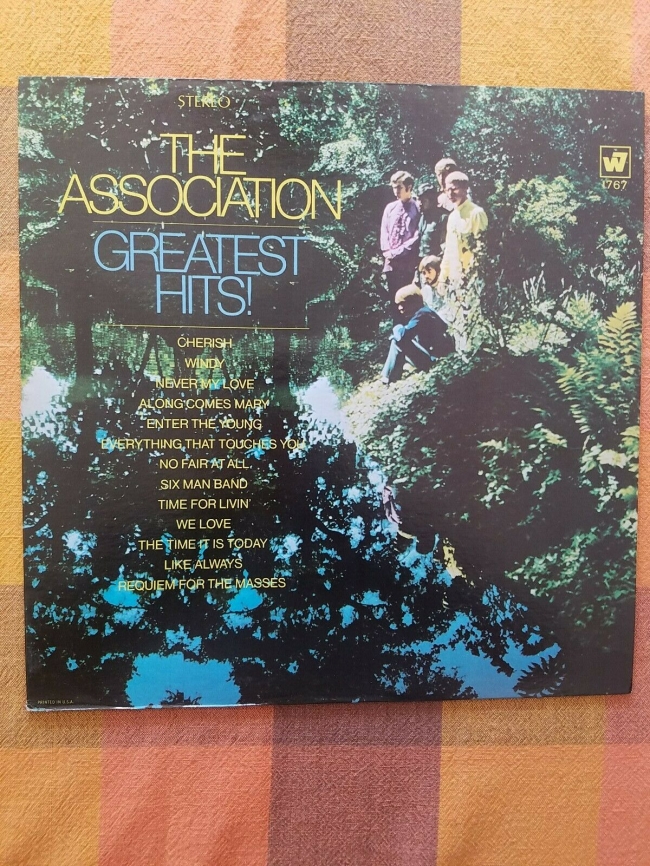 STEREO
THE
ASSOCIATION
GREATEST
HITS!
W
1767
CHERISH
WINDY
NEVER MY LOVE
ALONG COMES MARY
ENTER THE YOUNG
EVERYTHING THAT TOUCHES YOU
NO FAIR AT ALL
SIX MAN BAND
TIME FOR LIVIN'
WE LOVE
THE TIME IT IS TODAY
LIKE ALWAYS
REQUIEM FOR THE MASSES
PRINTED IN U.S.A.